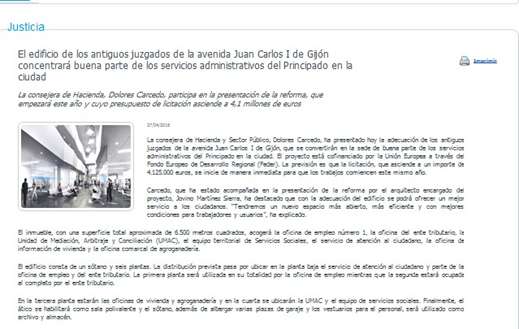 Justicia
El edificio de los antiguos juzgados de la avenida Juan Carlos I de Gijón
concentrará buena parte de los servicios administrativos del Principado en la
ciudad
Imprimir
La consejera de Hacienda, Dolores Carcedo, participa en la presentación de la reforma, que
empezará este año y cuyo presupuesto de licitación asciende a 4,1 millones de euros
27/04/2018
La consejera de Hacienda y Sector Público, Dolores Carcedo, ha presentado hoy la adecuación de los antiguos
juzgados de la avenida Juan Carlos I de Gijón, que se convertirán en la sede de buena parte de los servicios
administrativos del Principado en la ciudad. El proyecto está cofinanciado por la Unión Europea a través del
Fondo Europeo de Desarrollo Regional (Feder). La previsión es que la licitación, que asciende a un importe de
4.125.000 euros, se inicie de manera inmediata para que los trabajos comiencen este mismo año.
Carcedo, que ha estado acompañada en la presentación de la reforma por el arquitecto encargado del
proyecto, Jovino Martínez Sierra, ha destacado que con la adecuación del edificio se podrá ofrecer un mejor
servicio a los ciudadanos. "Tendremos un nuevo espacio más abierto, más eficiente y con mejores
condiciones para trabajadores y usuarios", ha explicado.
El inmueble, con una superficie total aproximada de 6.500 metros cuadrados, acogerá la oficina de empleo número 1, la oficina del ente tributario, la
Unidad de Mediación, Arbitraje y Conciliación (UMAC), el equipo territorial de Servicios Sociales, el servicio de atención al ciudadano, la oficina de
información de vivienda y la oficina comarcal de agroganadería.
El edificio consta de un sótano y seis plantas. La distribución prevista pasa por ubicar en la planta baja el servicio de atención al ciudadano y parte de la
oficina de empleo y del ente tributario. La primera planta será utilizada en su totalidad por la oficina de empleo mientras que la segunda estará ocupada
al completo por el ente tributario.
En la tercera planta estarán las oficinas de vivienda y agroganadería y en la cuarta se ubicarán la UMAC y el equipo de servicios sociales. Finalmente, el
ático se habilitará como sala polivalente y el sótano, además de albergar varias plazas de garaje y los vestuarios para el personal, será utilizado como
archivo y almacén.